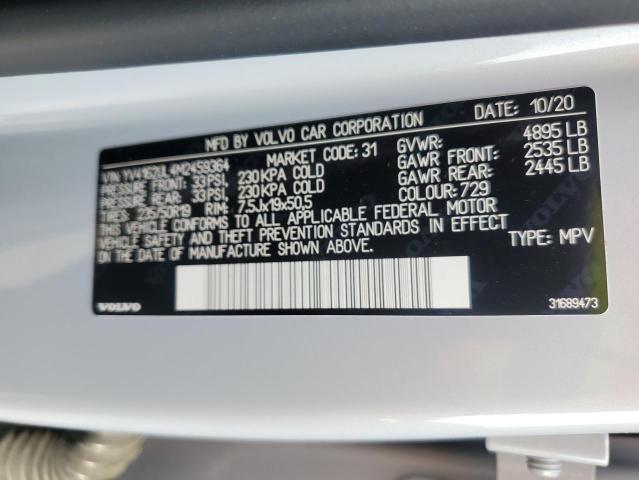 MFD BY VOLVO CAR CORPORATION DATE: 10/20
VIN YV4162UL4M2459364 MARKET CODE: 31 GVWR: 4895 LB
PRESSURE FRONT: 33 PSI, 230 KPA COLD GAWR FRONT: 2535 LB
PRESSURE REAR: 33 PSI, 230 KPA COLD GAWR REAR: 2445 LB
TIRES: 235/50R19 RIM: 7.5Jx19x50,5 COLOUR: 729
THIS VEHICLE CONFORMS TO ALL APPLICABLE FEDERAL MOTOR
VEHICLE SAFETY AND THEFT PREVENTION STANDARDS IN EFFECT
ON THE DATE OF MANUFACTURE SHOWN ABOVE. TYPE: MPV
VOLVO 31689473